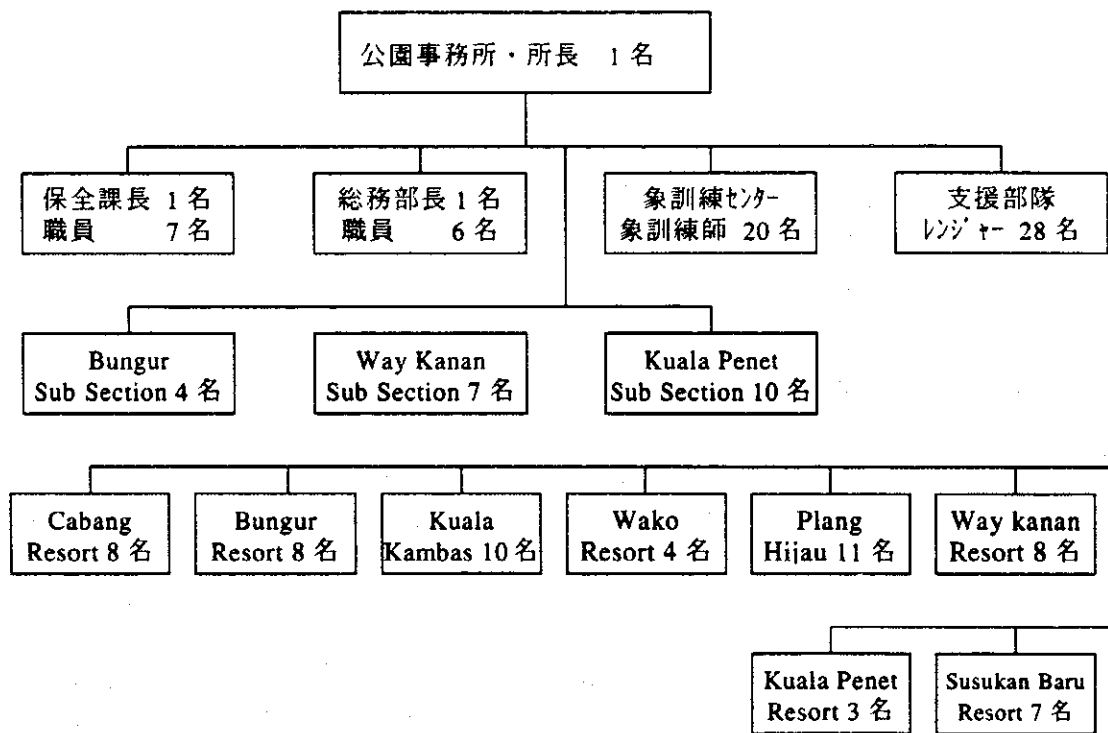 公園事務所・所長 1名
保全課長 1名
職員 7名
総務部長 1名
職員 6名
象訓練センター
象訓練師 20名
支援部隊
レンジャー 28名
Bungur
Sub Section 4名
Way Kanan
Sub Section 7名
Kuala Penet
Sub Section 10名
Cabang
Resort 8名
Bungur
Resort 8名
Kuala
Kambas 10名
Wako
Resort 4名
Plang
Hijau 11名
Way kanan
Resort 8名
Kuala Penet
Resort 3名
Susukan Baru
Resort 7名